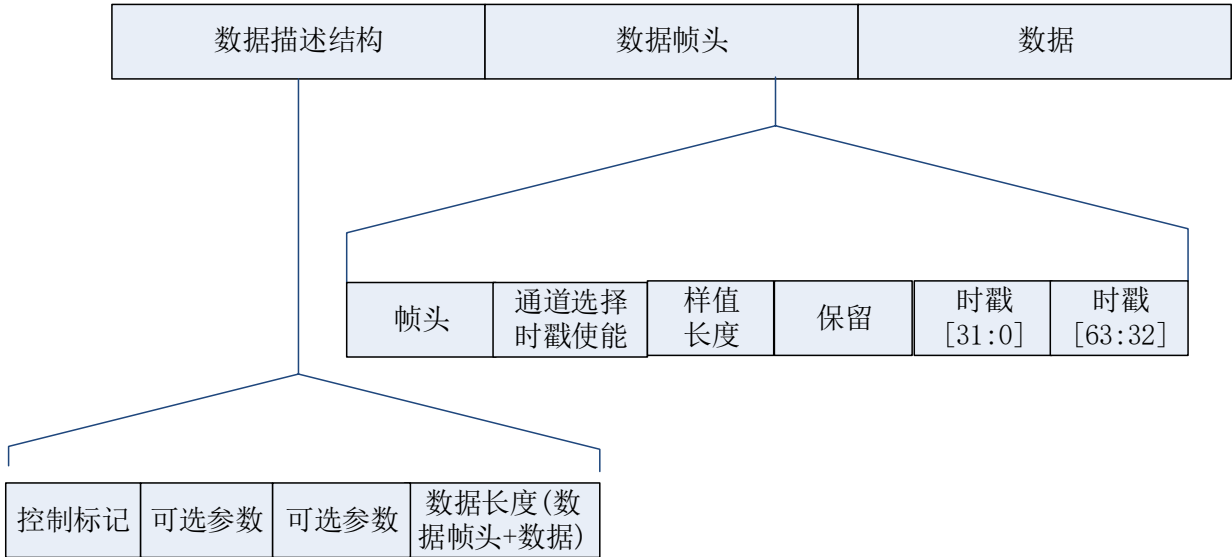 数据描述结构
数据帧头
数据
帧头
通道选择
时戳使能
样值
长度
保留
时戳
[31:0]
时戳
[63:32]
控制标记
可选参数
可选参数
数据长度(数
据帧头+数据)